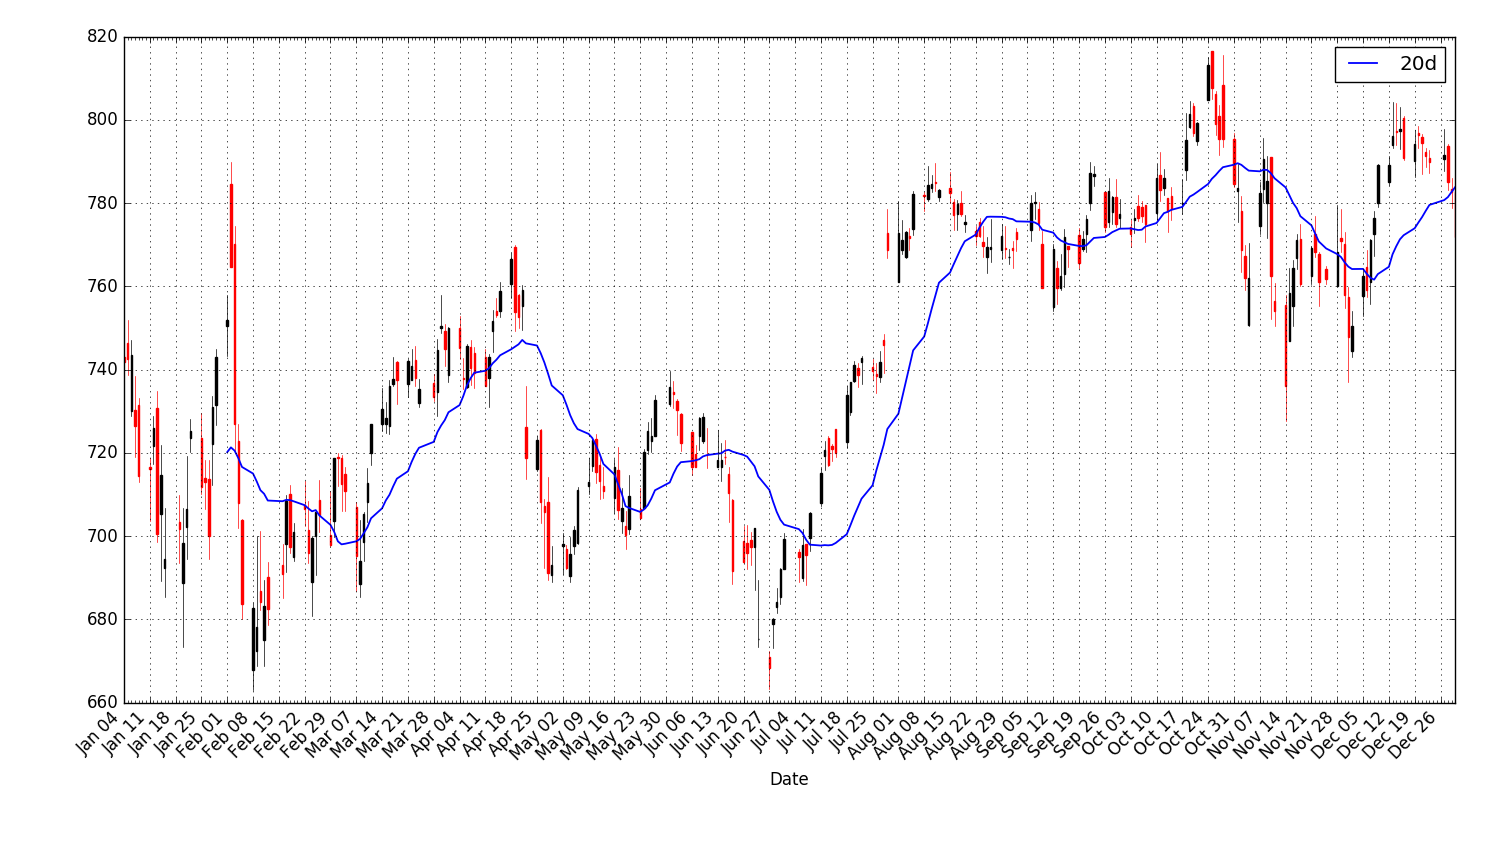 820
800
780
760
740
720
700
680
660
20d
Jan 04
Jan 11
Jan 18
Jan 25
Feb 01
Feb 08
Feb 15
Feb 22
Feb 29
Mar 07
Mar 14
Mar 21
Mar 28
Apr 04
Apr 11
Apr 18
Apr 25
May 02
May 09
May 16
May 23
May 30
Jun 06
Jun 13
Jun 20
Jun 27
Jul 04
Jul 11
Jul 18
Jul 25
Aug 01
Aug 08
Aug 15
Aug 22
Aug 29
Sep 05
Sep 12
Sep 19
Sep 26
Oct 03
Oct 10
Oct 17
Oct 24
Oct 31
Nov 07
Nov 14
Nov 21
Nov 28
Dec 05
Dec 12
Dec 19
Dec 26
Date